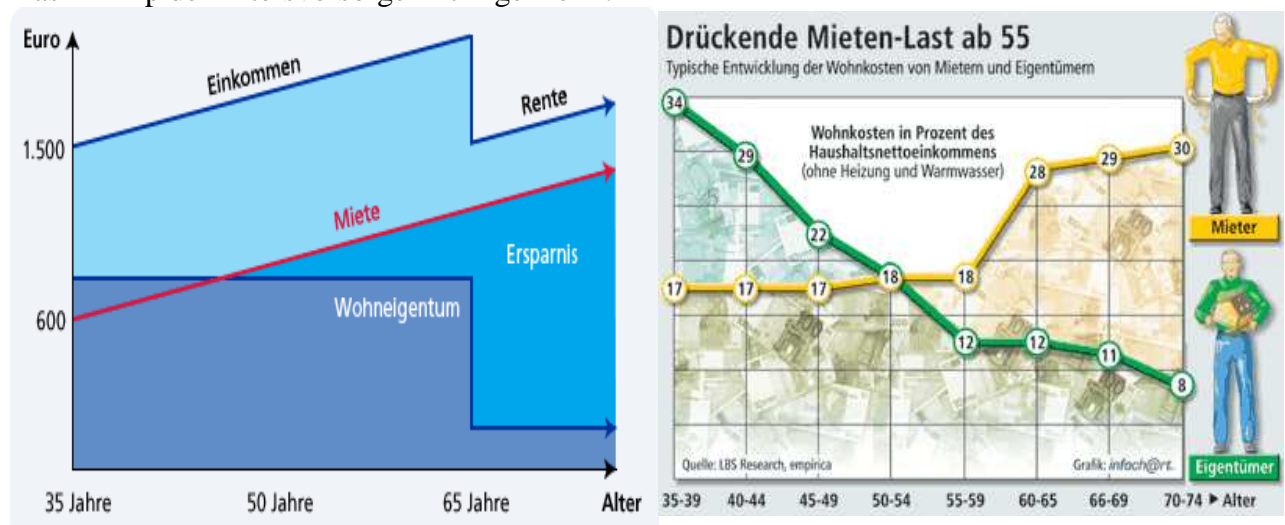 Euro
Einkommen
Rente
1.500
Miete
Ersparnis
Wohneigentum
600
35 Jahre
50 Jahre
65 Jahre
Alter
Drückende Mieten-Last ab 55
Typische Entwicklung der Wohnkosten von Mietern und Eigentümern
34
29
22
18
12
12
11
8
Wohnkosten in Prozent des
Haushaltsnettoeinkommens
(ohne Heizung und Warmwasser)
17
17
17
18
28
29
30
Mieter
Eigentümer
Quelle: LBS Research, empirica
Grafik: infoch@rt.
35-39 40-44 45-49 50-54 55-59 60-65 66-69 70-74 Alter